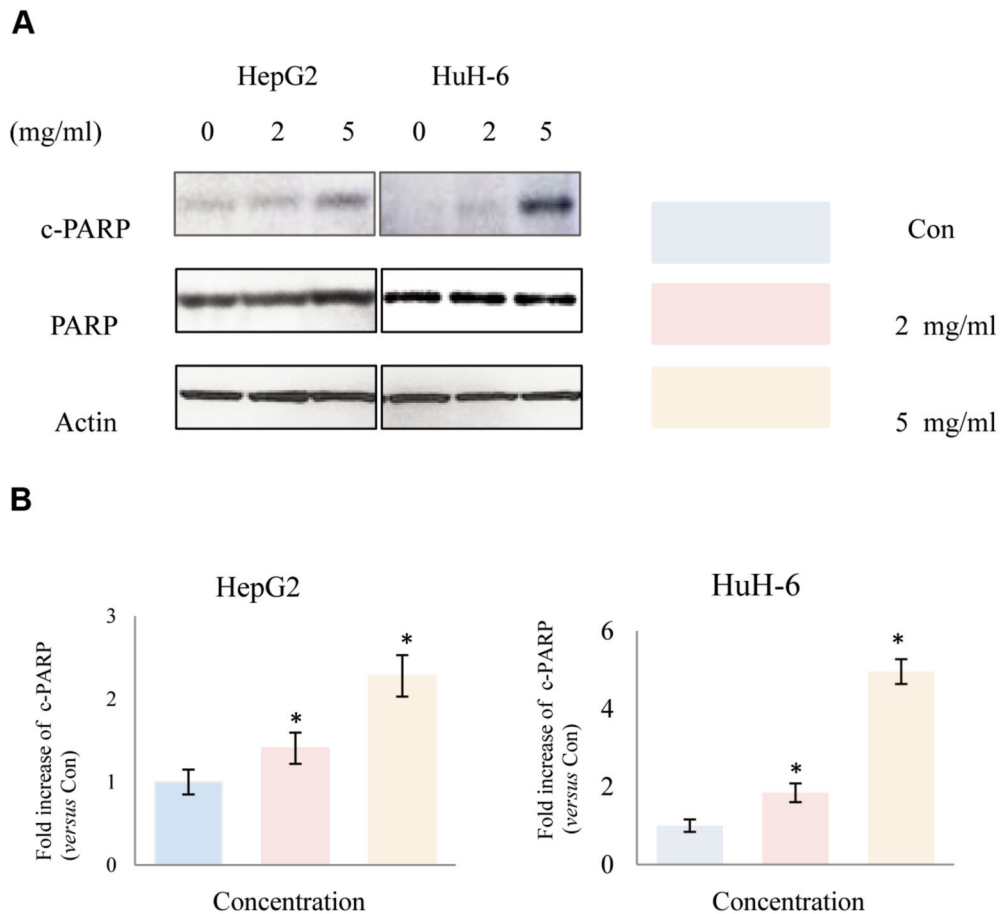 A
HepG2 HuH-6
(mg/ml) 0 2 5 0 2 5
c-PARP Con
PARP 2 mg/ml
Actin 5 mg/ml
B
HepG2
Fold increase of c-PARP
(versus Con)
3
2
1
0
*
*
Concentration
HuH-6
Fold increase of c-PARP
(versus Con)
6
4
2
0
*
*
Concentration